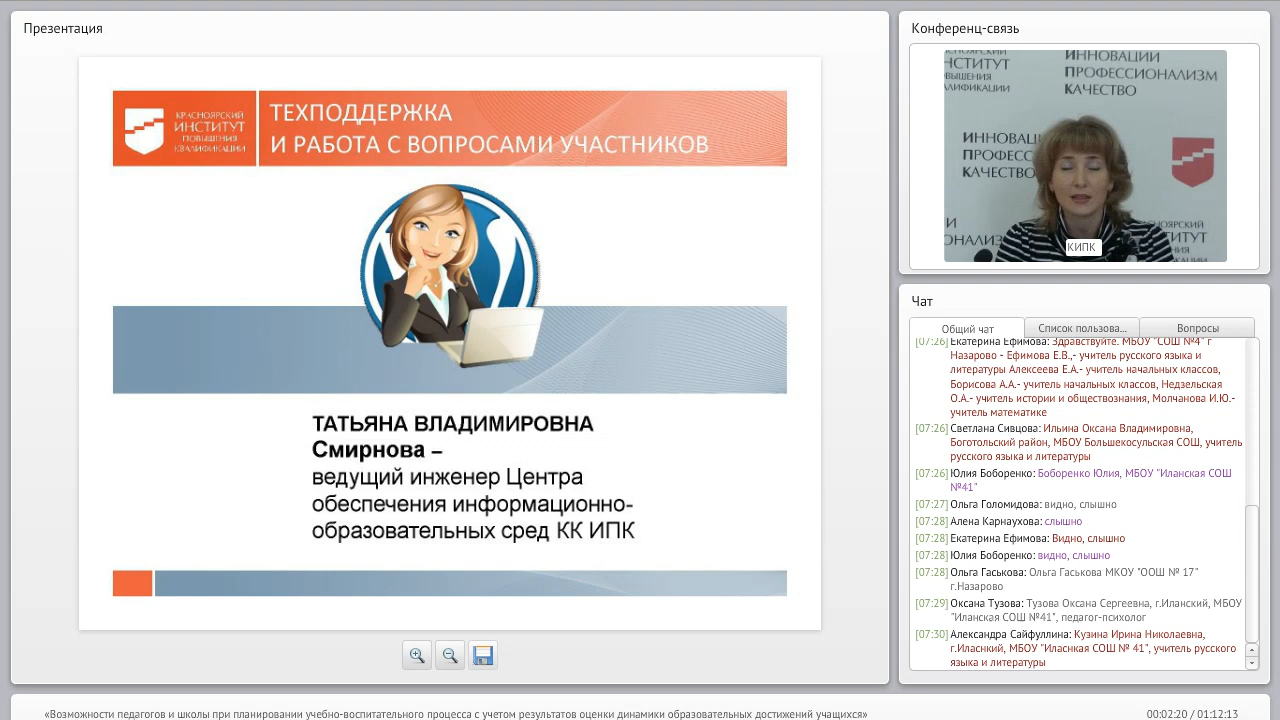 Презентация
КРАСНОЯРСКИЙ
ИНСТИТУТ
ПОВЫШЕНИЯ
КВАЛИФИКАЦИИ
ТЕХПОДДЕРЖКА
И РАБОТА С ВОПРОСАМИ УЧАСТНИКОВ
ТАТЬЯНА ВЛАДИМИРОВНА
Смирнова –
ведущий инженер Центра
обеспечения информационно-
образовательных сред КК ИПК
Конференц-связь
ИНСТИТУТ
ИННОВАЦИИ
ПРОФЕССИОНАЛИЗМ
КАЧЕСТВО
КАЧЕСТВО
КИПК
Чат
Общий чат
Список пользова...
Вопросы
[07:26] Екатерина Ефимова: Здравствуйте. МБОУ "СОШ №4" г
Назарово - Ефимова Е.В.,- учитель русского языка и
литературы Алексеева Е.А.- учитель начальных классов,
Борисова А.А.- учитель начальных классов, Недзельская
О.А.- учитель истории и обществознания, Молчанова И.Ю.-
учитель математике
[07:26] Светлана Сивцова: Ильина Оксана Владимировна,
Боготольский район, МБОУ Большекосульская СОШ, учитель
русского языка и литературы
[07:26] Юлия Боборенко: Боборенко Юлия, МБОУ "Иланская СОШ
№41"
[07:27] Ольга Голомидова: видно, слышно
[07:28] Алена Карнаухова: слышно
[07:28] Екатерина Ефимова: Видно, слышно
[07:28] Юлия Боборенко: видно, слышно
[07:28] Ольга Гаськова: Ольга Гаськова МКОУ "ООШ № 17"
г.Назарово
[07:29] Оксана Тузова: Тузова Оксана Сергеевна, г.Иланский, МБОУ
"Иланская СОШ №41", педагог-психолог
[07:30] Александра Сайфуллина: Кузина Ирина Николаевна,
г.Иласнкий, МБОУ "Иласнкая СОШ № 41", учитель русского
языка и литературы
«Возможности педагогов и школы при планировании учебно-воспитательного процесса с учетом результатов оценки динамики образовательных достижений учащихся»
00:02:20 / 01:12:13